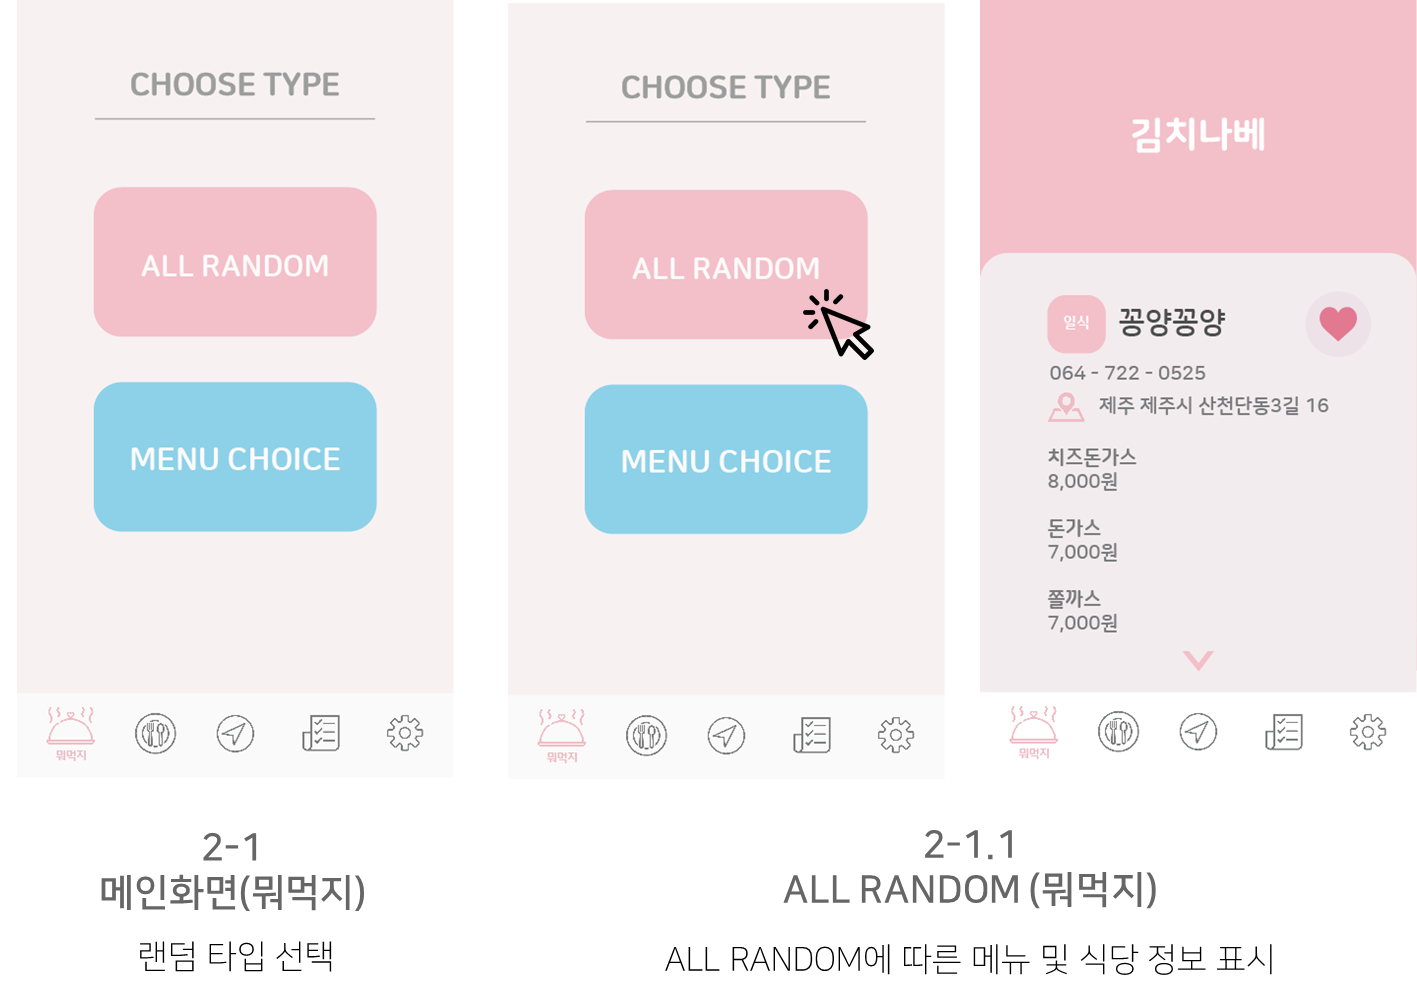 CHOOSE TYPE
ALL RANDOM
MENU CHOICE
뭐먹지
2-1
메인화면(뭐먹지)
랜덤 타입 선택
CHOOSE TYPE
ALL RANDOM
MENU CHOICE
뭐먹지
김치나베
일식
꽁양꽁양
064 - 722 - 0525
제주 제주시 산천단동3길 16
치즈돈가스
8,000원
돈가스
7,000원
쫄까스
7,000원
뭐먹지
2-1.1
ALL RANDOM (뭐먹지)
ALL RANDOM에 따른 메뉴 및 식당 정보 표시